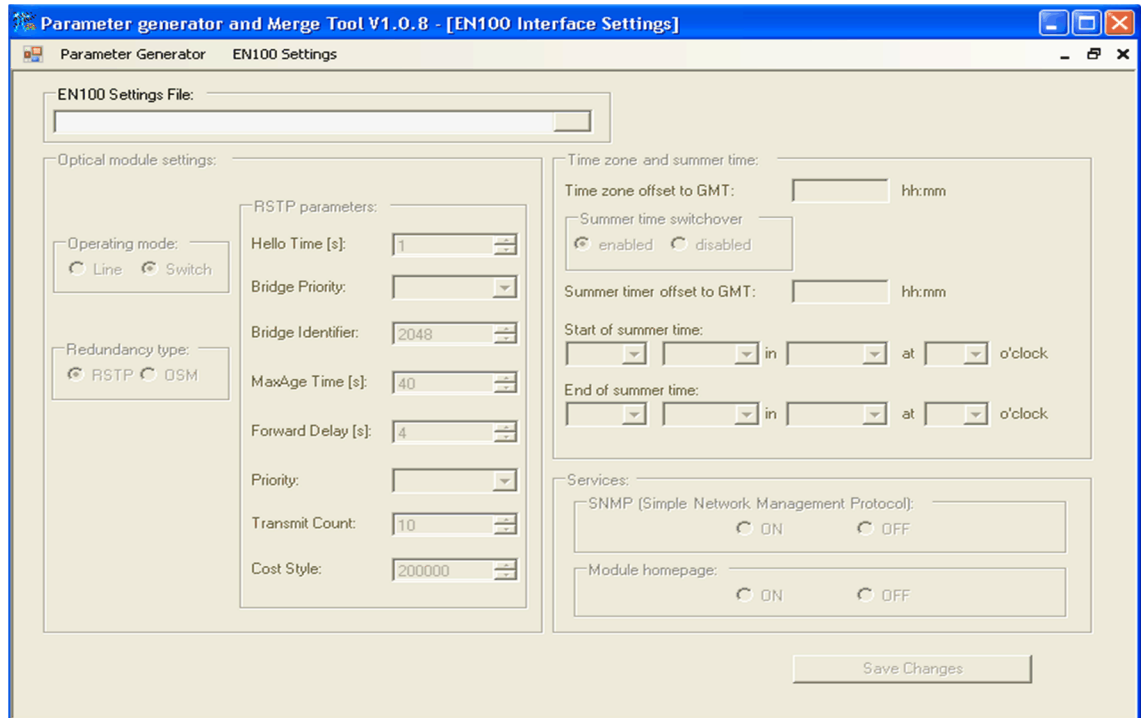 Parameter generator and Merge Tool V1.0.8 - [EN100 Interface Settings]
Parameter Generator EN100 Settings
EN100 Settings File:
Optical module settings:
Operating mode:
Line Switch
Redundancy type:
RSTP OSM
RSTP parameters:
Hello Time [s]: 1
Bridge Priority:
Bridge Identifier: 2048
MaxAge Time [s]: 40
Forward Delay [s]: 4
Priority:
Transmit Count: 10
Cost Style: 200000
Time zone and summer time:
Time zone offset to GMT: hh:mm
Summer time switchover
enabled disabled
Summer timer offset to GMT: hh:mm
Start of summer time:
in at o'clock
End of summer time:
in at o'clock
Services:
SNMP (Simple Network Management Protocol):
ON OFF
Module homepage:
ON OFF
Save Changes